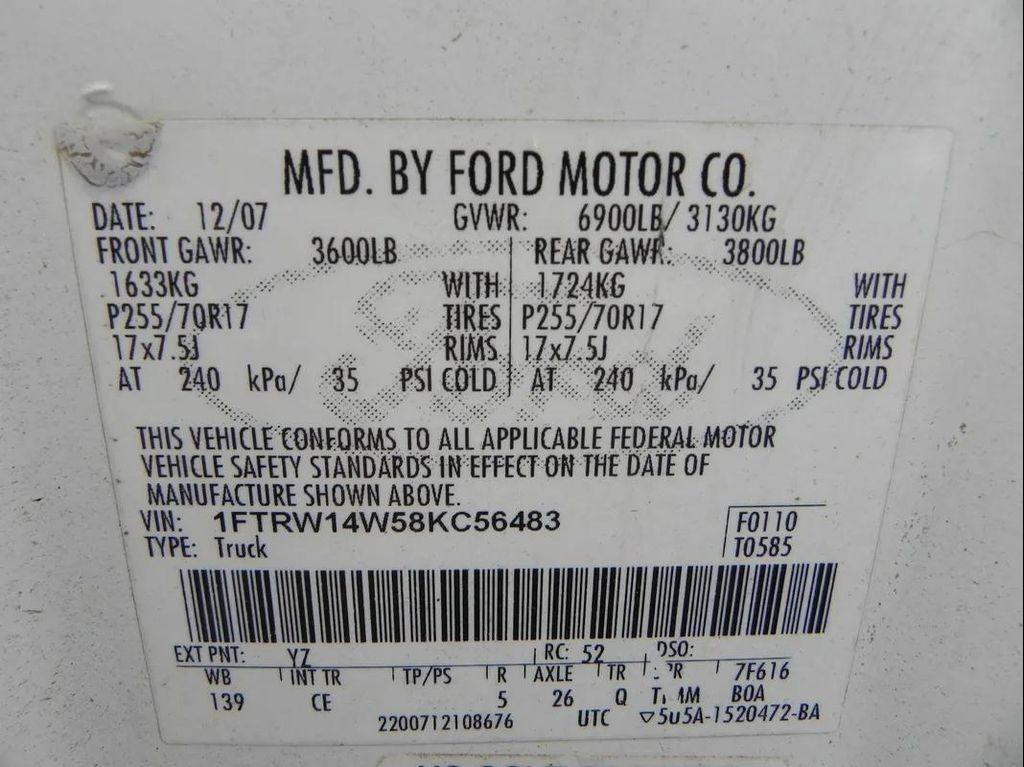 MFD. BY FORD MOTOR CO.
DATE: 12/07 GVWR: 6900LB/ 3130KG
FRONT GAWR: 3600LB REAR GAWR: 3800LB
1633KG WITH 1724KG WITH
P255/70R17 TIRES P255/70R17 TIRES
17x7.5J RIMS 17x7.5J RIMS
AT 240 kPa/ 35 PSI COLD AT 240 kPa/ 35 PSI COLD
THIS VEHICLE CONFORMS TO ALL APPLICABLE FEDERAL MOTOR
VEHICLE SAFETY STANDARDS IN EFFECT ON THE DATE OF
MANUFACTURE SHOWN ABOVE.
VIN: 1FTRW14W58KC56483 F0110
TYPE: Truck T0585
EXT PNT: YZ RC: 52 DSO:
WB INT TR TP/PS R AXLE TR 7F616
139 CE 5 26 Q B0A
2200712108676 UTC ▽5U5A-1520472-BA